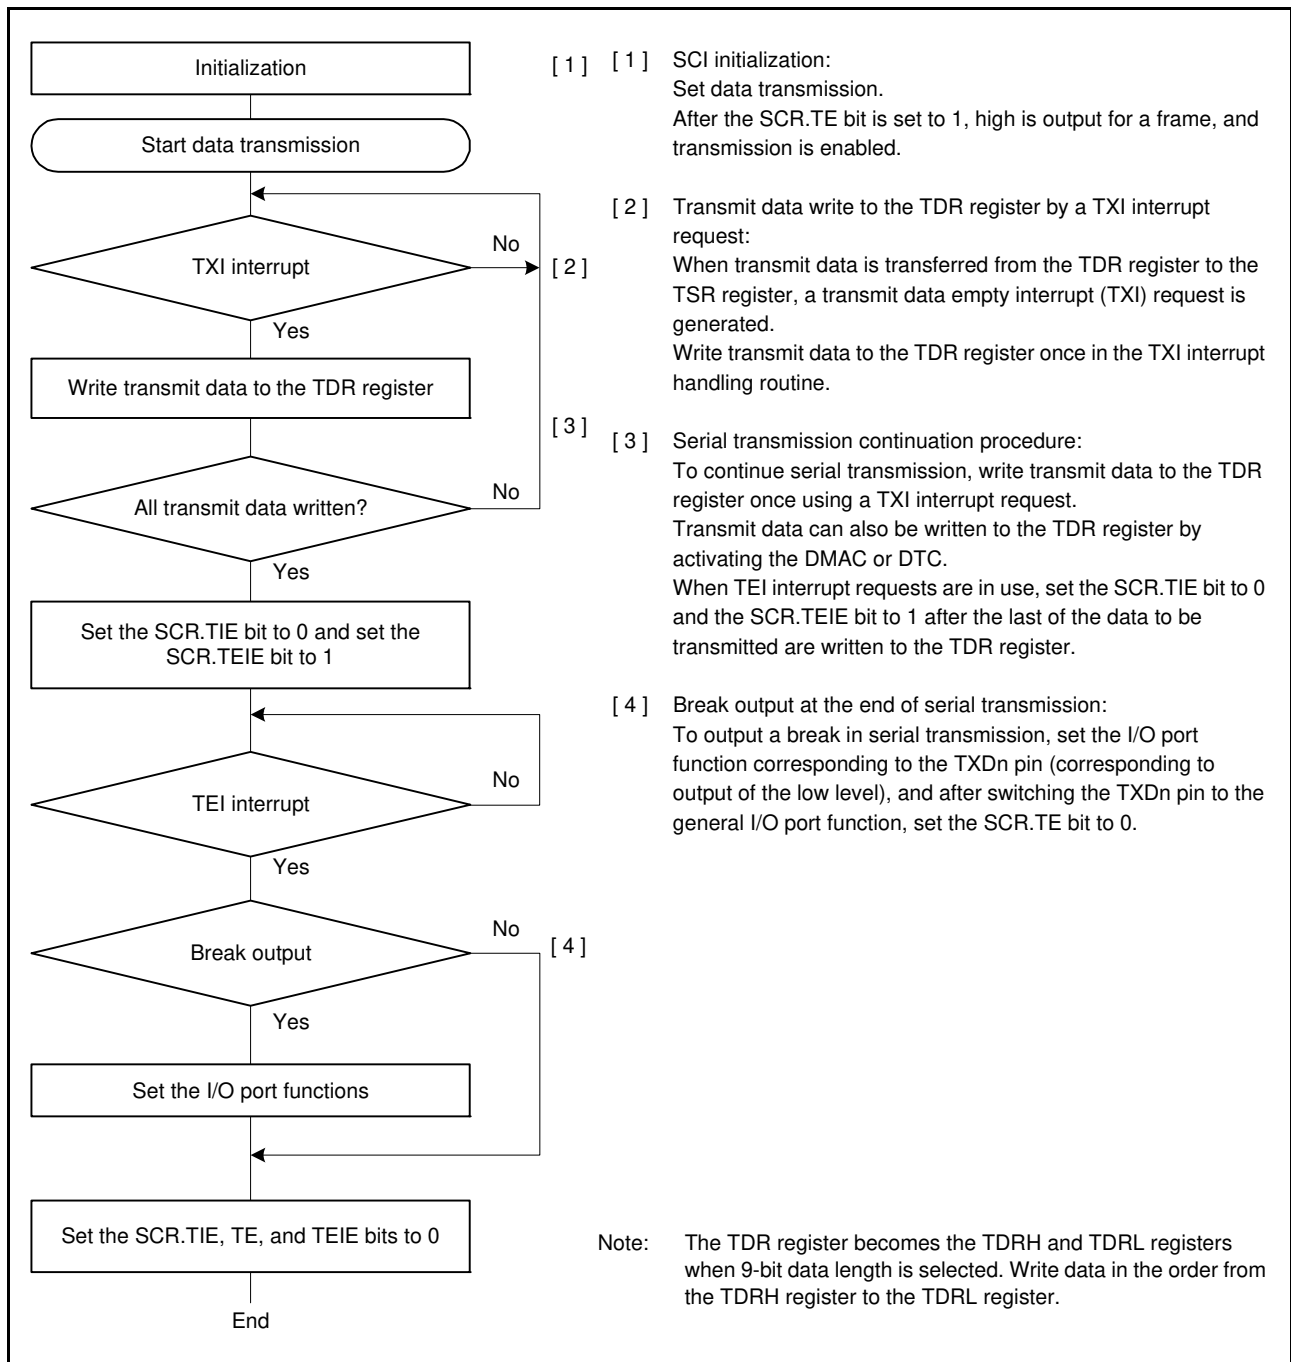 Initialization
[ 1 ]
Start data transmission
TXI interrupt
No
[ 2 ]
Yes
Write transmit data to the TDR register
[ 3 ]
All transmit data written?
No
Yes
Set the SCR.TIE bit to 0 and set the
SCR.TEIE bit to 1
TEI interrupt
No
Yes
Break output
No
[ 4 ]
Yes
Set the I/O port functions
Set the SCR.TIE, TE, and TEIE bits to 0
End
[ 1 ] SCI initialization:
Set data transmission.
After the SCR.TE bit is set to 1, high is output for a frame, and
transmission is enabled.
[ 2 ] Transmit data write to the TDR register by a TXI interrupt
request:
When transmit data is transferred from the TDR register to the
TSR register, a transmit data empty interrupt (TXI) request is
generated.
Write transmit data to the TDR register once in the TXI interrupt
handling routine.
[ 3 ] Serial transmission continuation procedure:
To continue serial transmission, write transmit data to the TDR
register once using a TXI interrupt request.
Transmit data can also be written to the TDR register by
activating the DMAC or DTC.
When TEI interrupt requests are in use, set the SCR.TIE bit to 0
and the SCR.TEIE bit to 1 after the last of the data to be
transmitted are written to the TDR register.
[ 4 ] Break output at the end of serial transmission:
To output a break in serial transmission, set the I/O port
function corresponding to the TXDn pin (corresponding to
output of the low level), and after switching the TXDn pin to the
general I/O port function, set the SCR.TE bit to 0.
Note: The TDR register becomes the TDRH and TDRL registers
when 9-bit data length is selected. Write data in the order from
the TDRH register to the TDRL register.